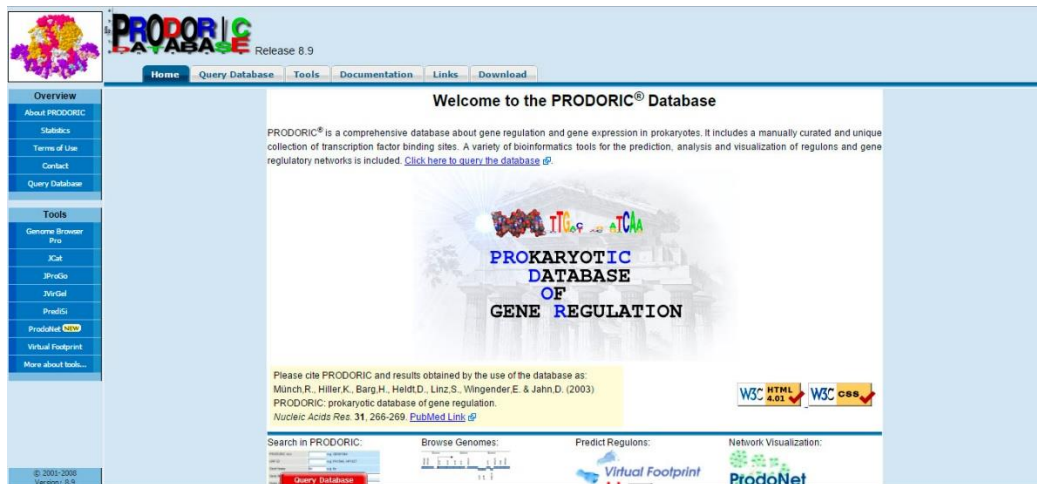 PRODORIC
DATABASE
Release 8.9
Home
Query Database
Tools
Documentation
Links
Download
Overview
About PRODORIC
Statistics
Terms of Use
Contact
Query Database
Tools
Genome Browser
Pro
JCat
JProGo
JVirGel
PrediSi
ProdoNet NEW
Virtual Footprint
More about tools...
© 2001-2008
Version: 8.9
Welcome to the PRODORIC® Database
PRODORIC® is a comprehensive database about gene regulation and gene expression in prokaryotes. It includes a manually curated and unique
collection of transcription factor binding sites. A variety of bioinformatics tools for the prediction, analysis and visualization of regulons and gene
reglulatory networks is included. Click here to query the database.
PROKARYOTIC
DATABASE
OF
GENE REGULATION
Please cite PRODORIC and results obtained by the use of the database as:
Münch,R., Hiller,K., Barg,H., Heldt,D., Linz,S., Wingender,E. & Jahn,D. (2003)
PRODORIC: prokaryotic database of gene regulation.
Nucleic Acids Res. 31, 266-269. PubMed Link
W3C HTML 4.01
W3C css
Search in PRODORIC:
Query Database
Browse Genomes:
Predict Regulons:
Virtual Footprint
Network Visualization:
ProdoNet